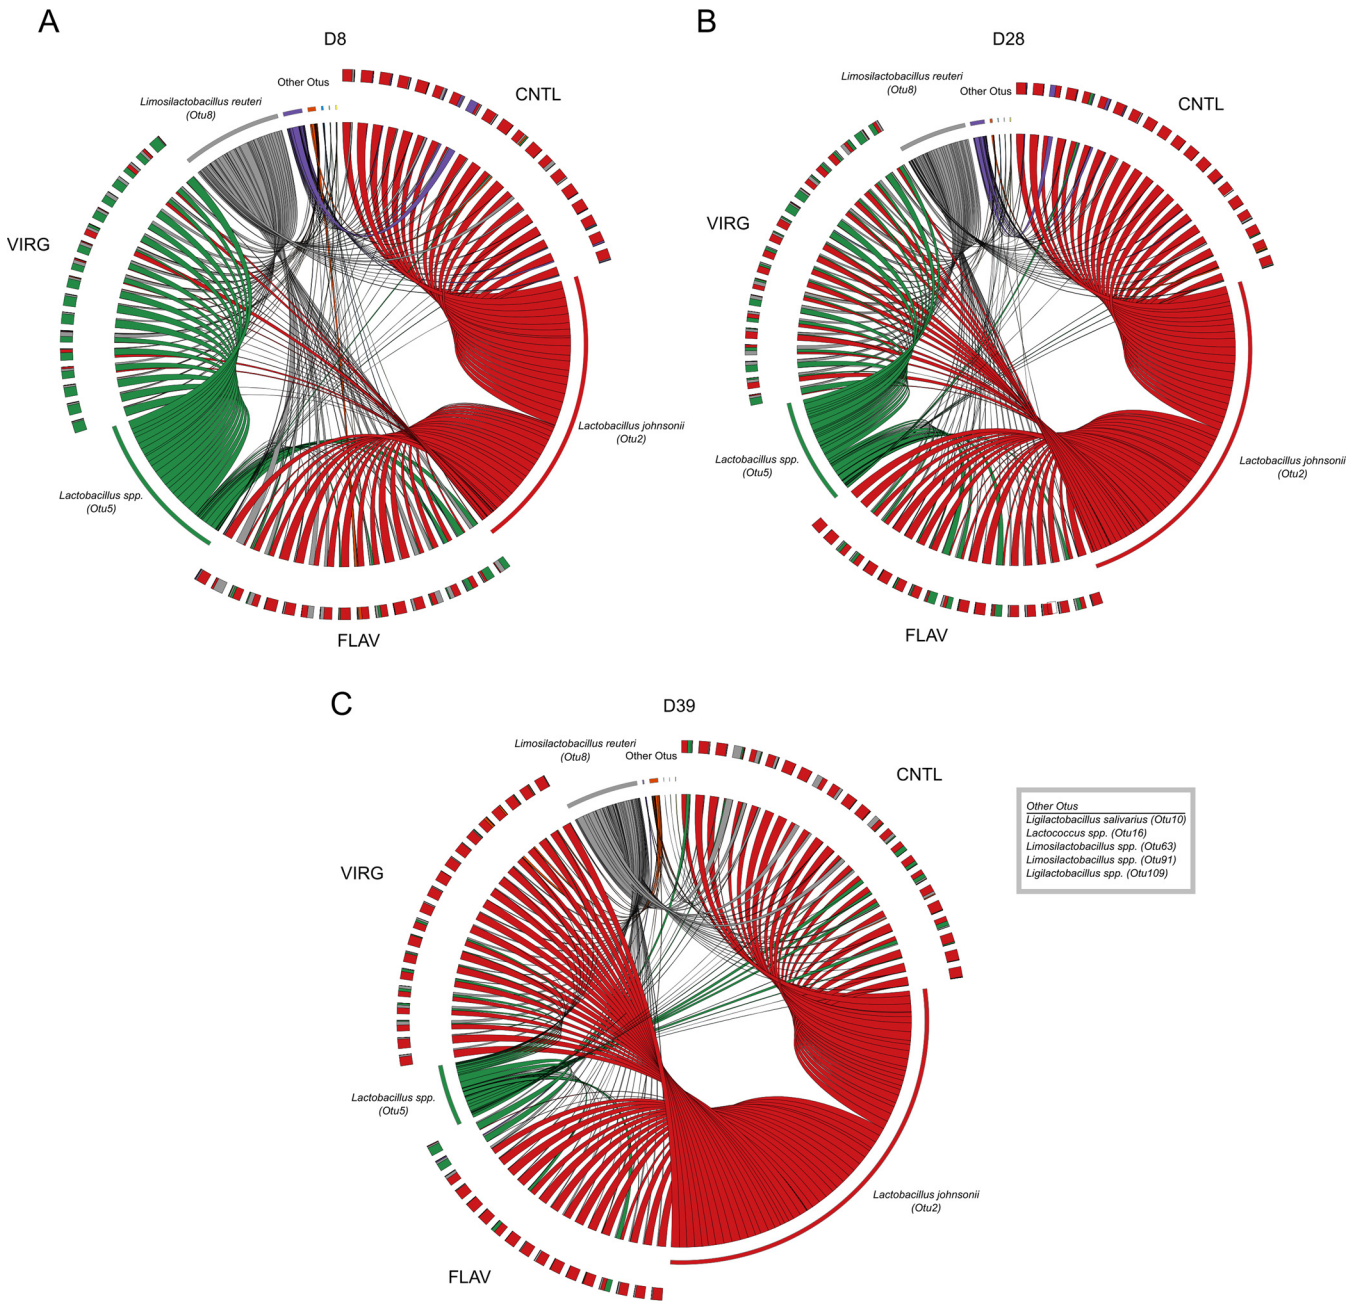 A
D8
Other Otus
Limosilactobacillus reuteri
(Otu8)
CNTL
VIRG
Lactobacillus johnsonii
(Otu2)
Lactobacillus spp.
(Otu5)
FLAV
B
D28
Limosilactobacillus reuteri
(Otu8)
Other Otus
CNTL
VIRG
Lactobacillus spp.
(Otu5)
Lactobacillus johnsonii
(Otu2)
FLAV
C
D39
Limosilactobacillus reuteri
(Otu8)
Other Otus
CNTL
VIRG
Lactobacillus spp.
(Otu5)
Lactobacillus johnsonii
(Otu2)
FLAV
Other Otus
Ligilactobacillus salivarius (Otu10)
Lactococcus spp. (Otu16)
Limosilactobacillus spp. (Otu63)
Limosilactobacillus spp. (Otu91)
Ligilactobacillus spp. (Otu109)